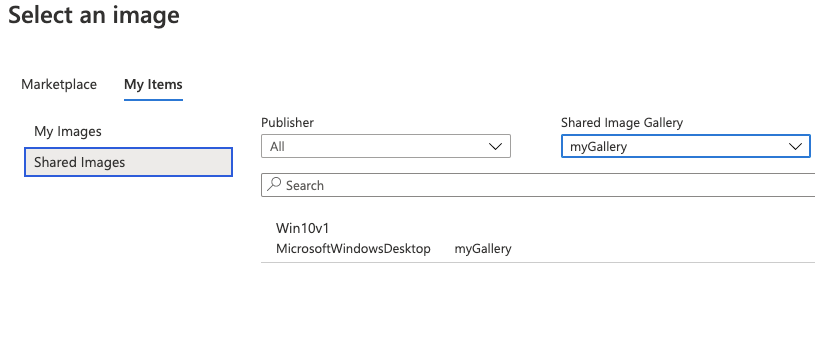 Select an image
Marketplace My Items
My Images
Shared Images
Publisher Shared Image Gallery
All myGallery
Search
Win10v1
MicrosoftWindowsDesktop myGallery